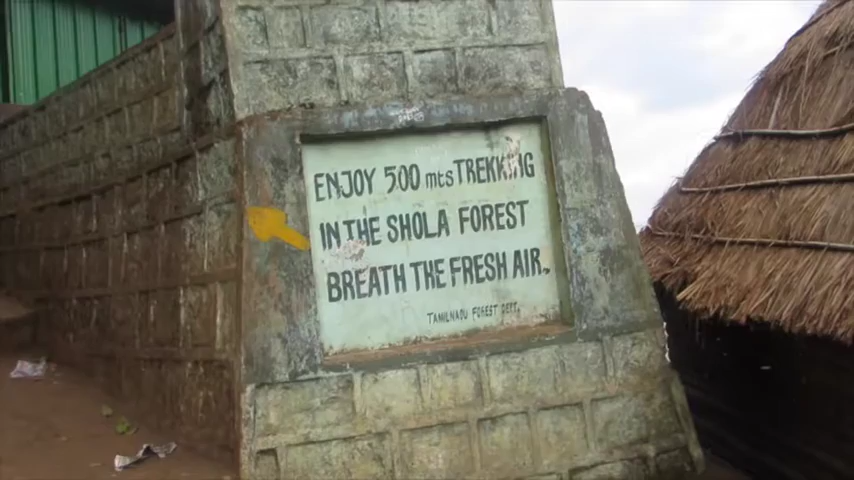 ENJOY 500 mts TREKKING
IN THE SHOLA FOREST
BREATH THE FRESH AIR.
TAMILNADU FOREST DEPT.